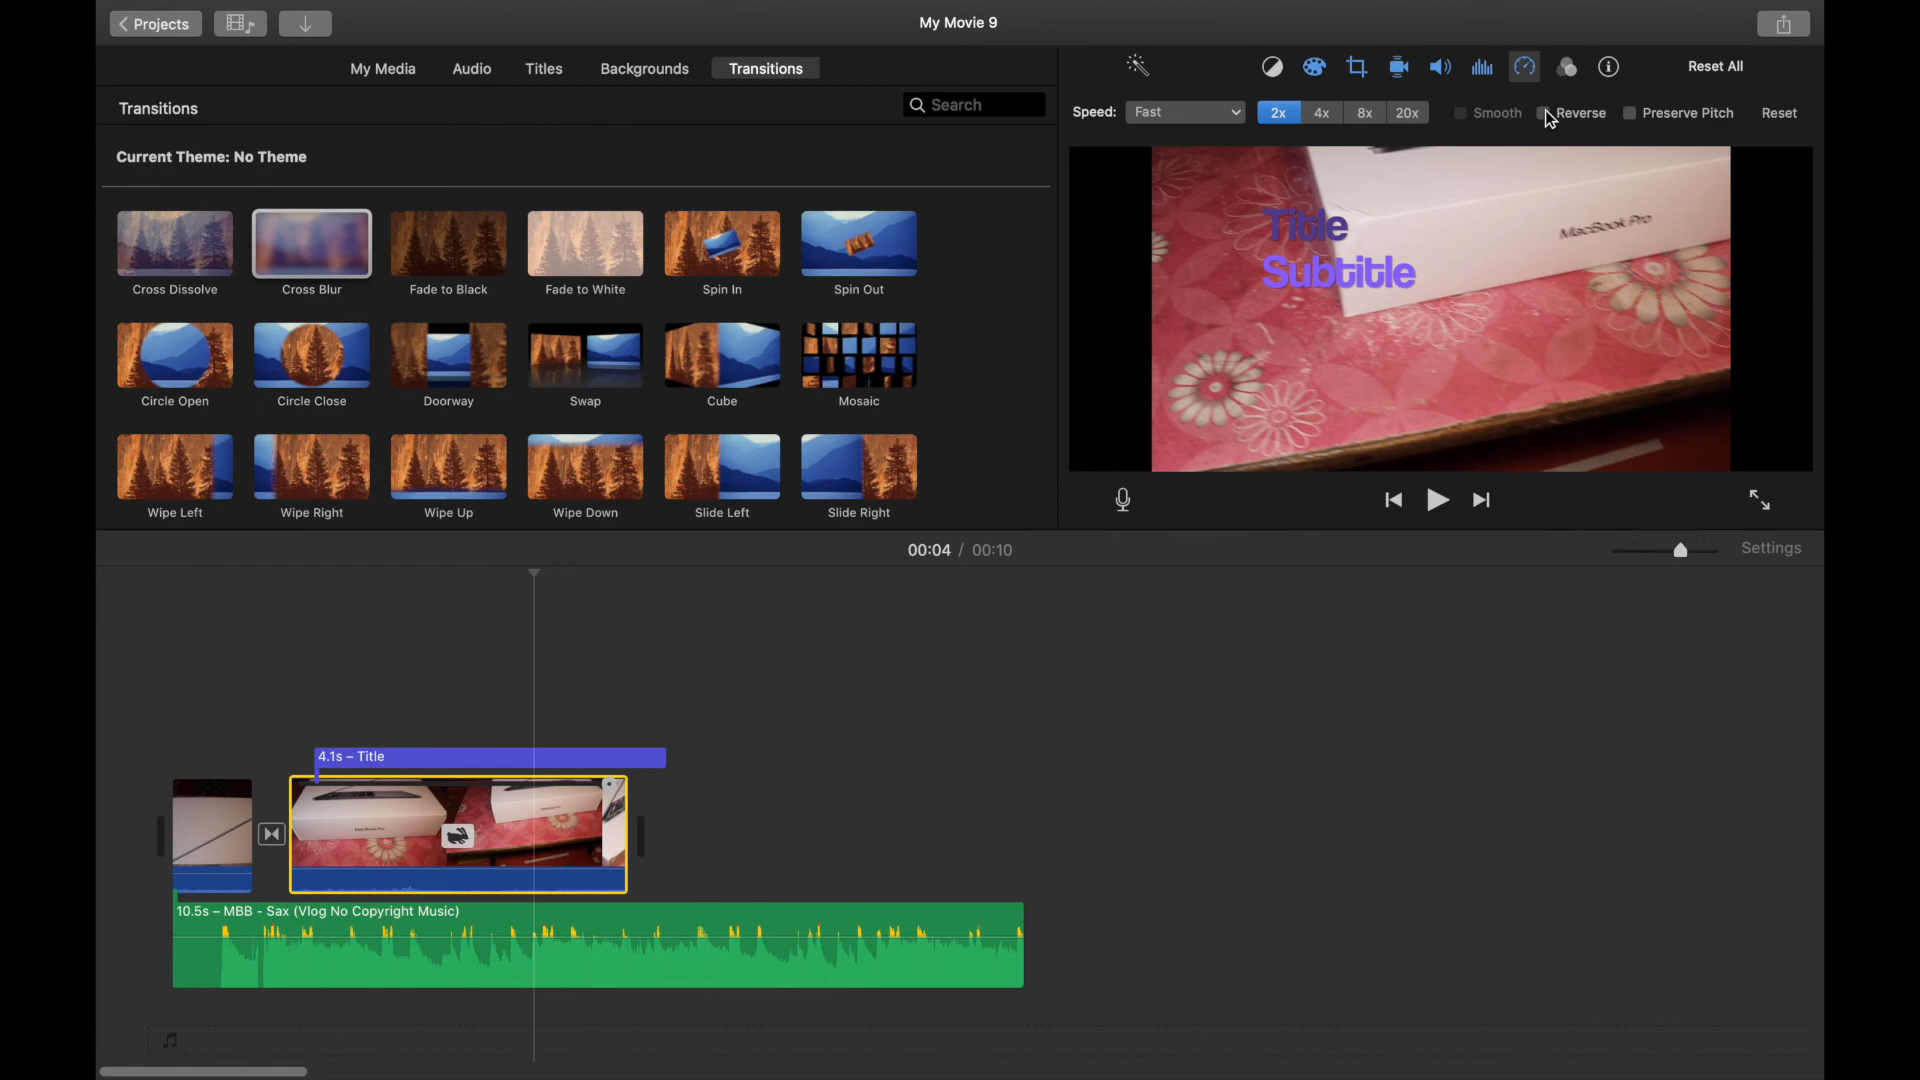 Projects
My Movie 9
My Media
Audio
Titles
Backgrounds
Transitions
Reset All
Transitions
Search
Speed:
Fast
2x
4x
8x
20x
Smooth
Reverse
Preserve Pitch
Reset
Current Theme: No Theme
Cross Dissolve
Cross Blur
Fade to Black
Fade to White
Spin In
Spin Out
Circle Open
Circle Close
Doorway
Swap
Cube
Mosaic
Wipe Left
Wipe Right
Wipe Up
Wipe Down
Slide Left
Slide Right
Title
Subtitle
MacBook Pro
00:04 / 00:10
Settings
4.1s – Title
MacBook Pro
10.5s – MBB - Sax (Vlog No Copyright Music)